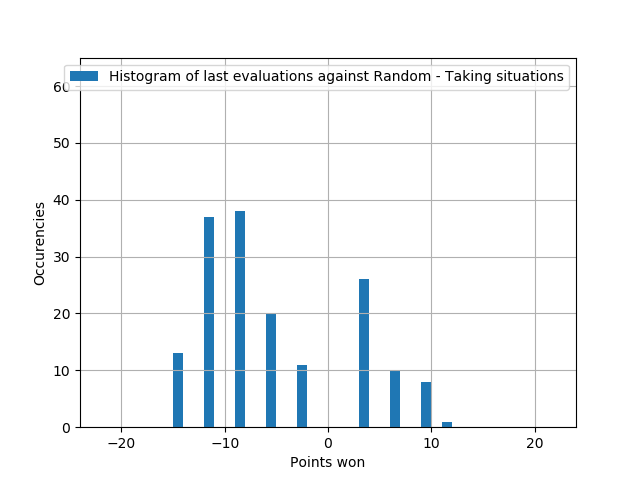 Histogram of last evaluations against Random - Taking situations
60
50
40
30
20
10
0
Occurencies
−20 −10 0 10 20
Points won